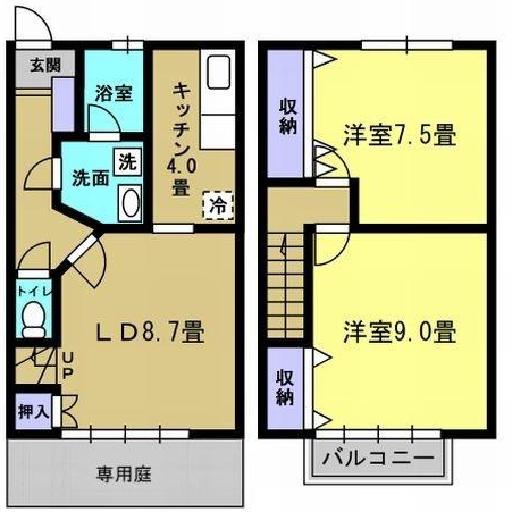 玄関
浴室
キッチン
4.0
畳
洗
洗面
冷
トイレ
LD8.7畳
UP
押入
専用庭
収納
洋室7.5畳
洋室9.0畳
収納
バルコニー